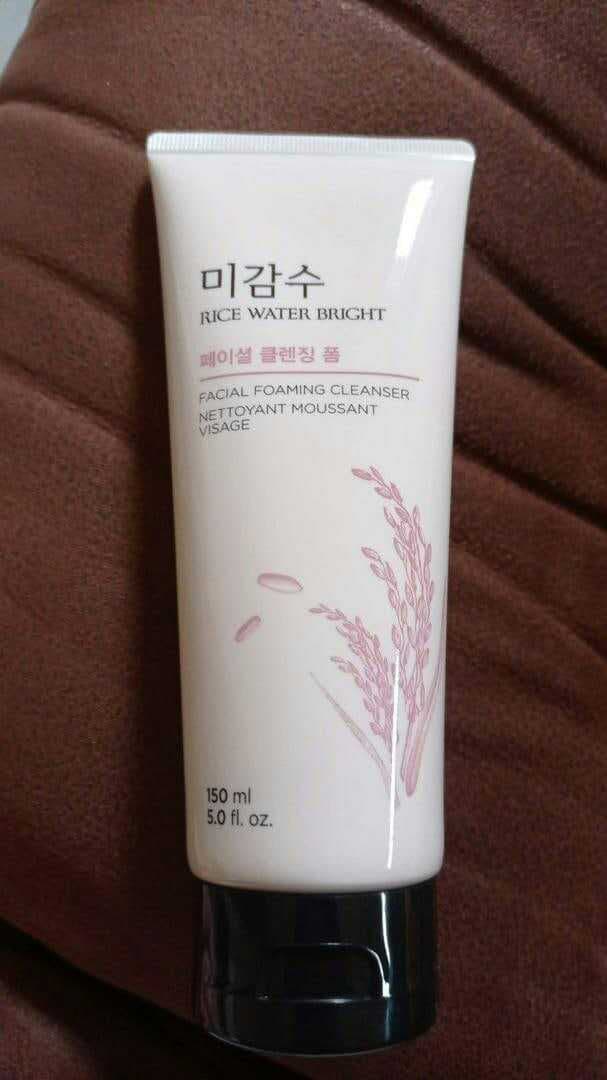 미감수
RICE WATER BRIGHT
페이셜 클렌징 폼
FACIAL FOAMING CLEANSER
NETTOYANT MOUSSANT
VISAGE
150 ml
5.0 fl. oz.